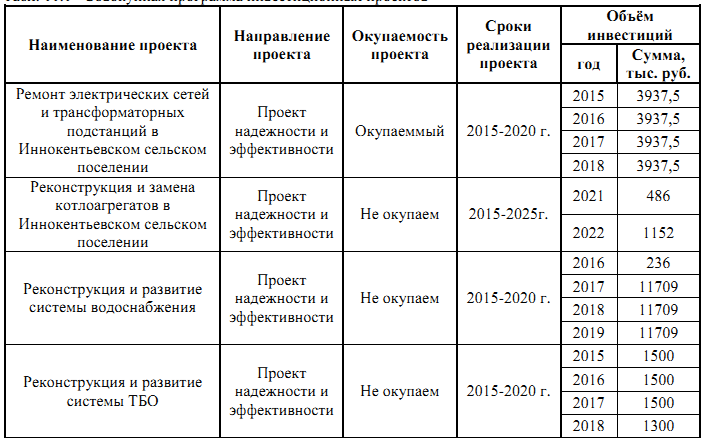 Наименование проекта
Направление
проекта
Окупаемость
проекта
Сроки
реализации
проекта
Объём
инвестиций
год
Сумма,
тыс. руб.
Ремонт электрических сетей
и трансформаторных
подстанций в
Иннокентьевском сельском
поселении
Проект
надежности и
эффективности
Окупаеммый
2015-2020 г.
2015
3937,5
2016
3937,5
2017
3937,5
2018
3937,5
Реконструкция и замена
котлоагрегатов в
Иннокентьевском сельском
поселении
Проект
надежности и
эффективности
Не окупаем
2015-2025г.
2021
486
2022
1152
Реконструкция и развитие
системы водоснабжения
Проект
надежности и
эффективности
Не окупаем
2015-2020 г.
2016
236
2017
11709
2018
11709
2019
11709
Реконструкция и развитие
системы ТБО
Проект
надежности и
эффективности
Не окупаем
2015-2020 г.
2015
1500
2016
1500
2017
1500
2018
1300